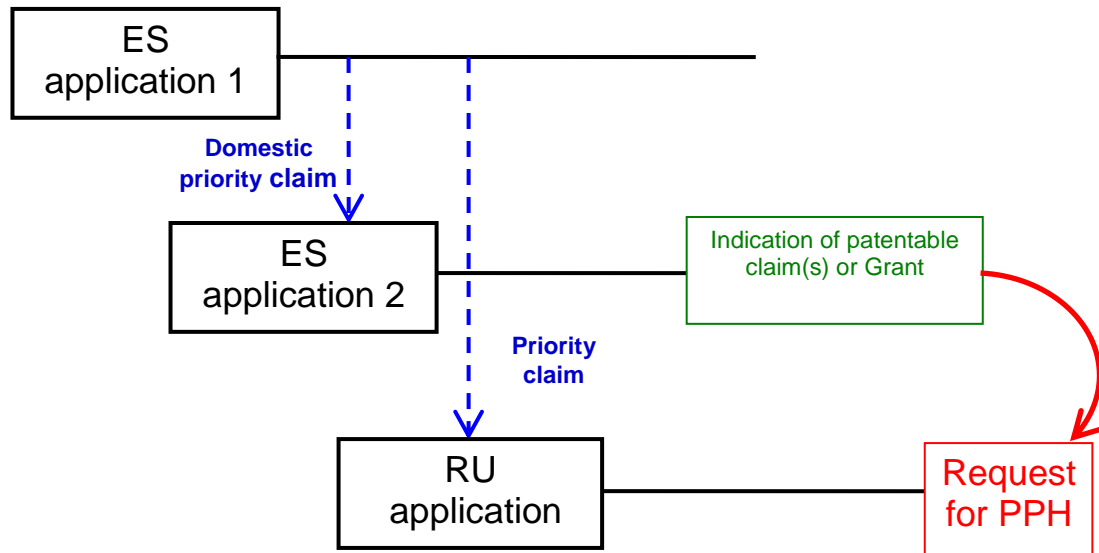 ES
application 1
Domestic
priority claim
ES
application 2
Indication of patentable
claim(s) or Grant
Priority
claim
RU
application
Request
for PPH